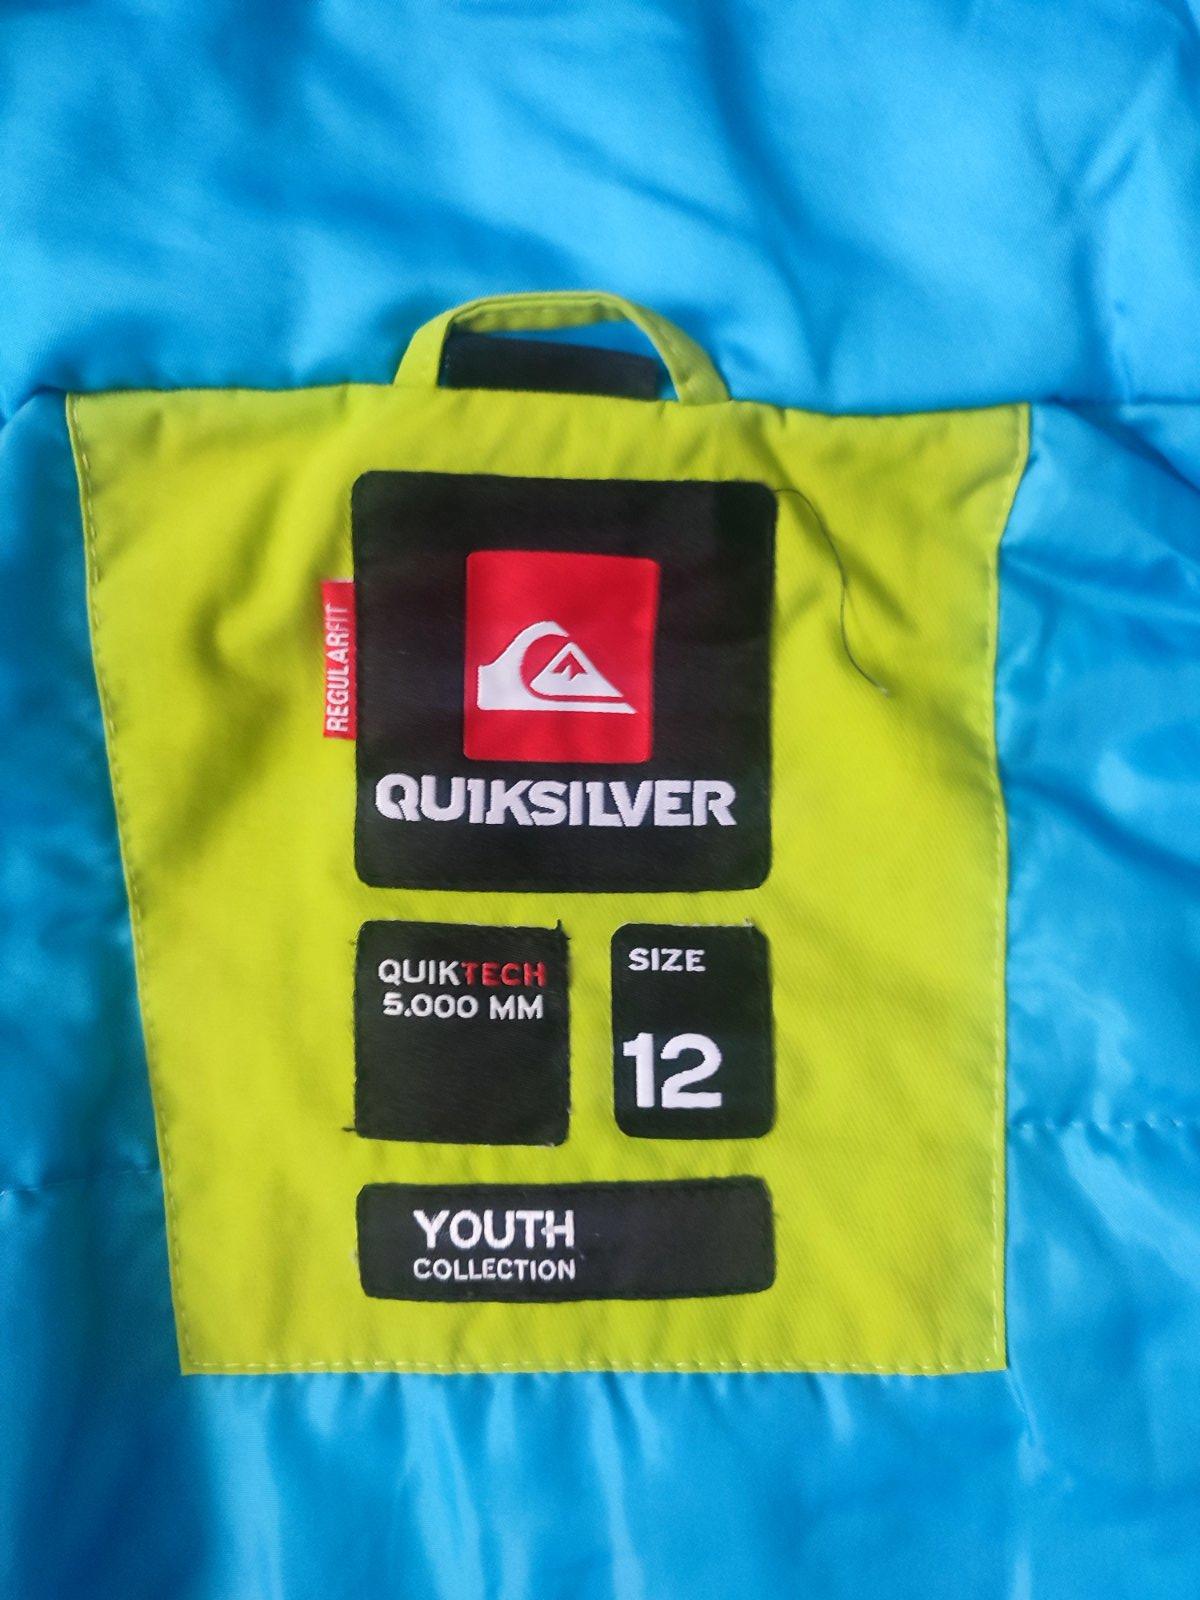 REGULARFIT
QUIKSILVER
QUIKTECH
5.000 MM
SIZE
12
YOUTH
COLLECTION